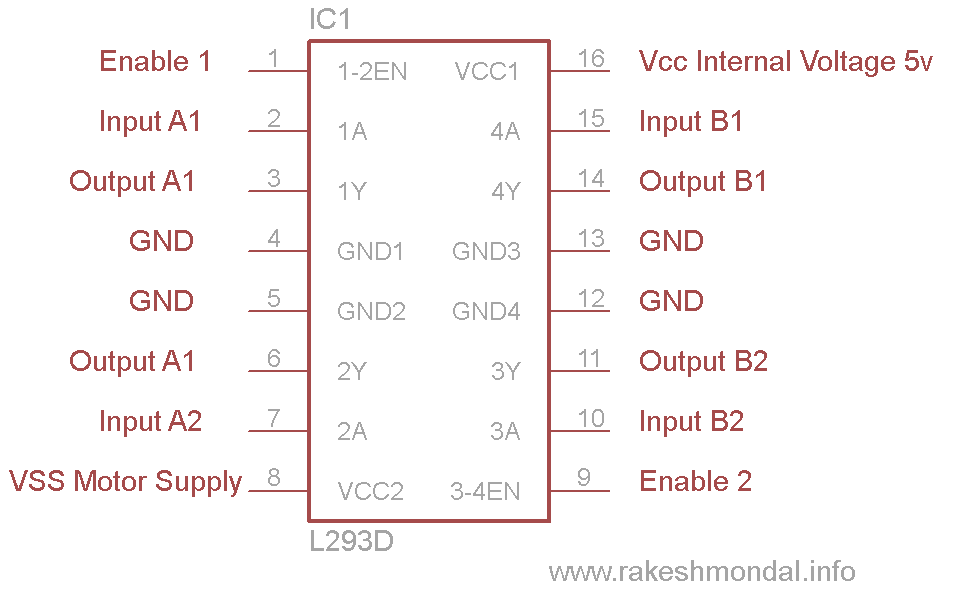 IC1
Enable 1 1 1-2EN VCC1 16 Vcc Internal Voltage 5v
Input A1 2 1A 4A 15 Input B1
Output A1 3 1Y 4Y 14 Output B1
GND 4 GND1 GND3 13 GND
GND 5 GND2 GND4 12 GND
Output A1 6 2Y 3Y 11 Output B2
Input A2 7 2A 3A 10 Input B2
VSS Motor Supply 8 VCC2 3-4EN 9 Enable 2
L293D
www.rakeshmondal.info